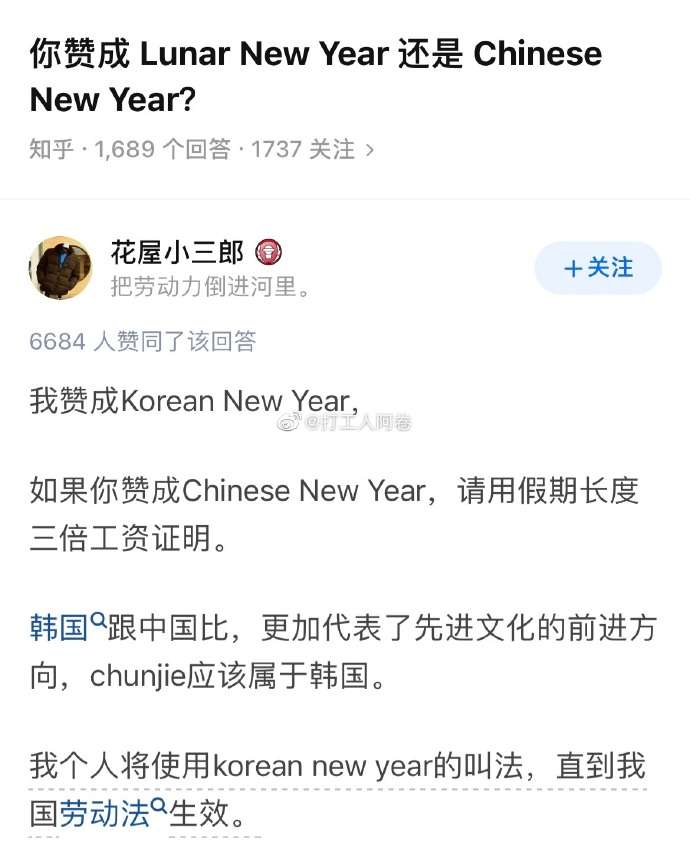 你赞成 Lunar New Year 还是 Chinese
New Year?
知乎 · 1,689 个回答 · 1737 关注 >
花屋小三郎
把劳动力倒进河里。
+关注
6684 人赞同了该回答
我赞成Korean New Year,
@打工人阿卷
如果你赞成Chinese New Year，请用假期长度
三倍工资证明。
韩国跟中国比，更加代表了先进文化的前进方
向，chunjie应该属于韩国。
我个人将使用korean new year的叫法，直到我
国劳动法生效。